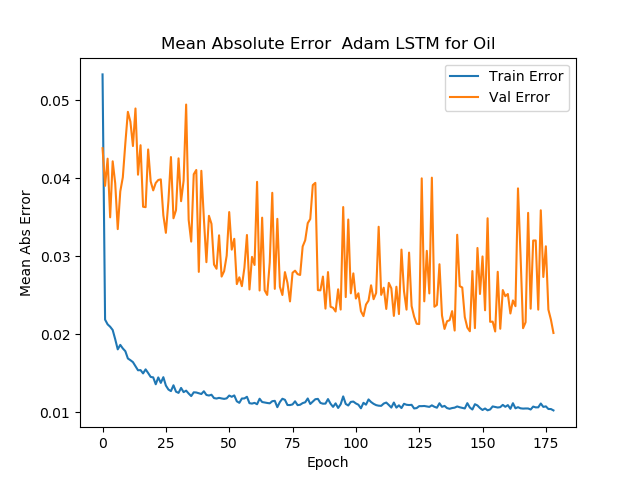 Mean Absolute Error  Adam LSTM for Oil
Train Error
Val Error
Mean Abs Error
0.05
0.04
0.03
0.02
0.01
0 25 50 75 100 125 150 175
Epoch